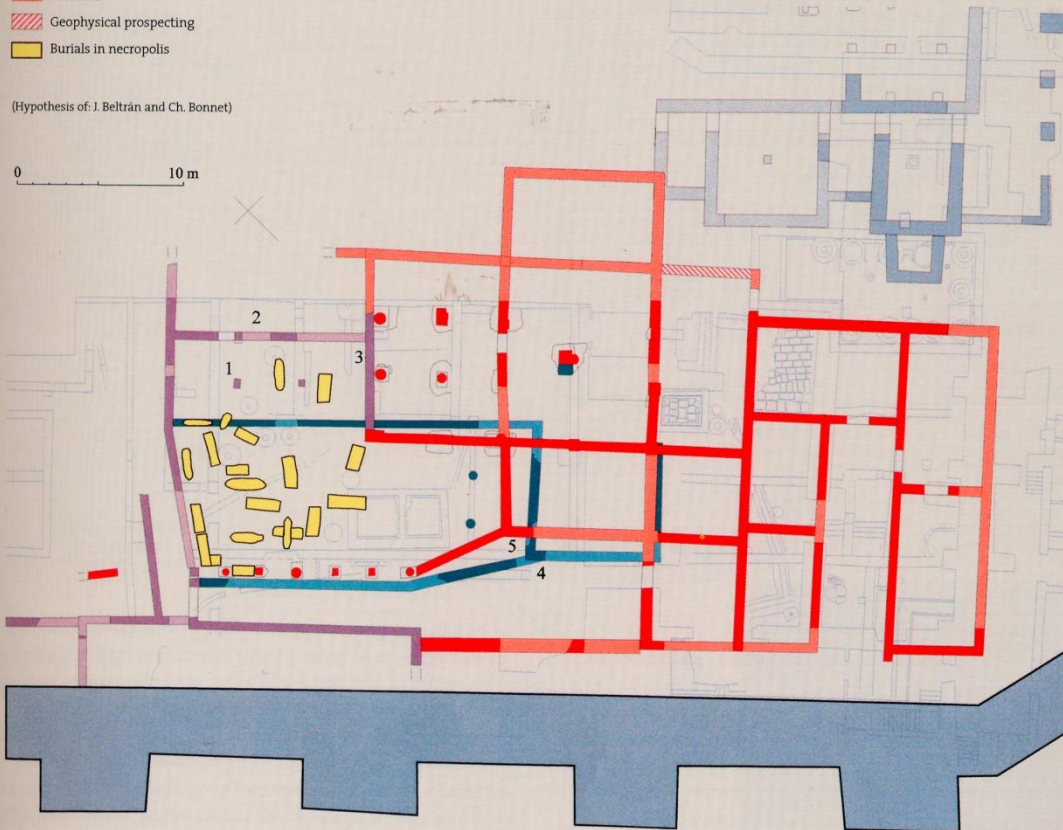 Geophysical prospecting
Burials in necropolis
(Hypothesis of: J. Beltrán and Ch. Bonnet)
0 10 m
2
1
3
5
4